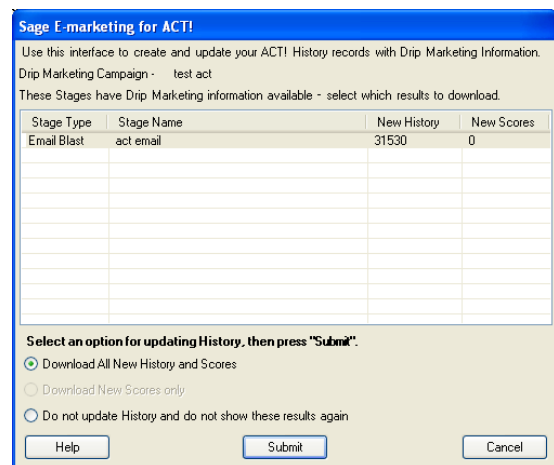 Sage E-marketing for ACT!
Use this interface to create and update your ACT! History records with Drip Marketing Information.
Drip Marketing Campaign - test act
These Stages have Drip Marketing information available - select which results to download.
Stage Type Stage Name New History New Scores
Email Blast act email 31530 0
Select an option for updating History, then press "Submit".
Download All New History and Scores
Download New Scores only
Do not update History and do not show these results again
Help Submit Cancel